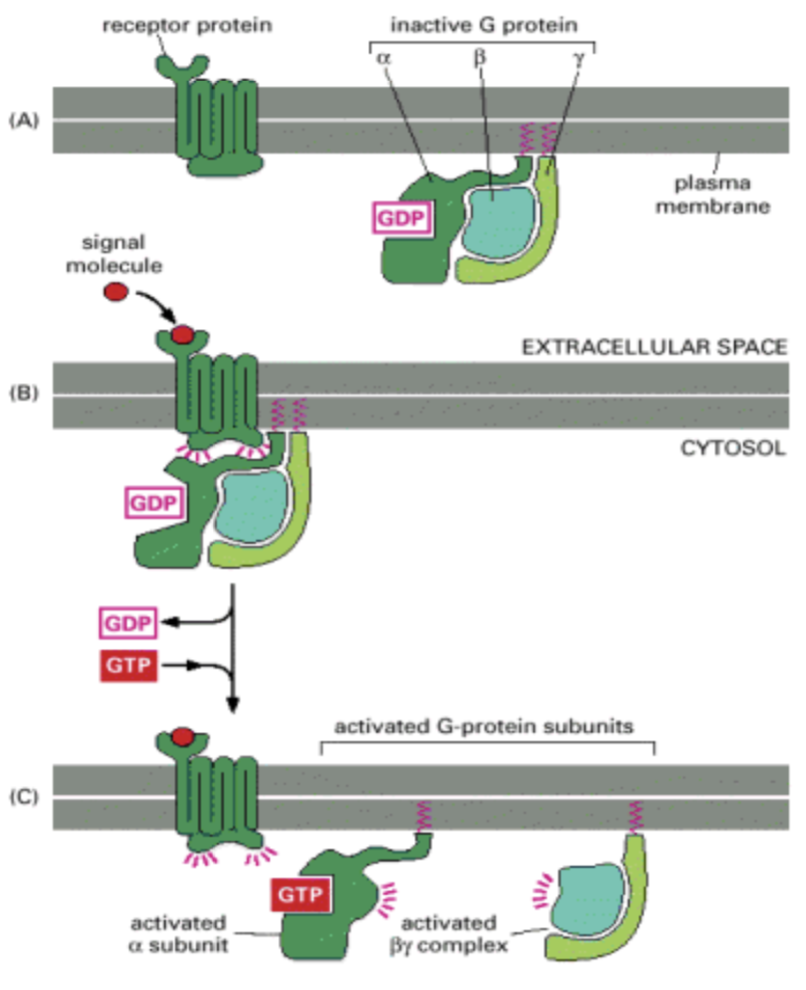 receptor protein
inactive G protein
α β γ
(A)
plasma
membrane
GDP
signal
molecule
EXTRACELLULAR SPACE
(B)
CYTOSOL
GDP
GDP
GTP
activated G-protein subunits
(C)
GTP
activated
α subunit
activated
βγ complex